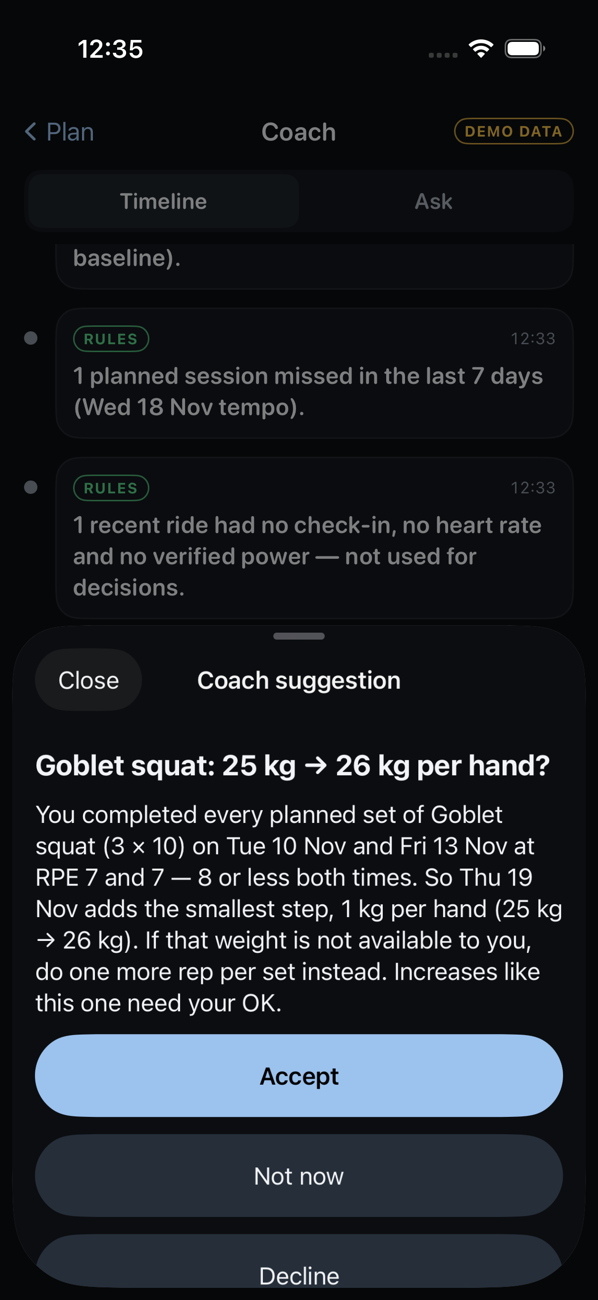 12:35
Plan
Coach
DEMO DATA
Timeline
Ask
baseline).
RULES
12:33
1 planned session missed in the last 7 days
(Wed 18 Nov tempo).
RULES
12:33
1 recent ride had no check-in, no heart rate
and no verified power — not used for
decisions.
Close
Coach suggestion
Goblet squat: 25 kg → 26 kg per hand?
You completed every planned set of Goblet
squat (3 × 10) on Tue 10 Nov and Fri 13 Nov at
RPE 7 and 7 — 8 or less both times. So Thu 19
Nov adds the smallest step, 1 kg per hand (25 kg
→ 26 kg). If that weight is not available to you,
do one more rep per set instead. Increases like
this one need your OK.
Accept
Not now
Decline